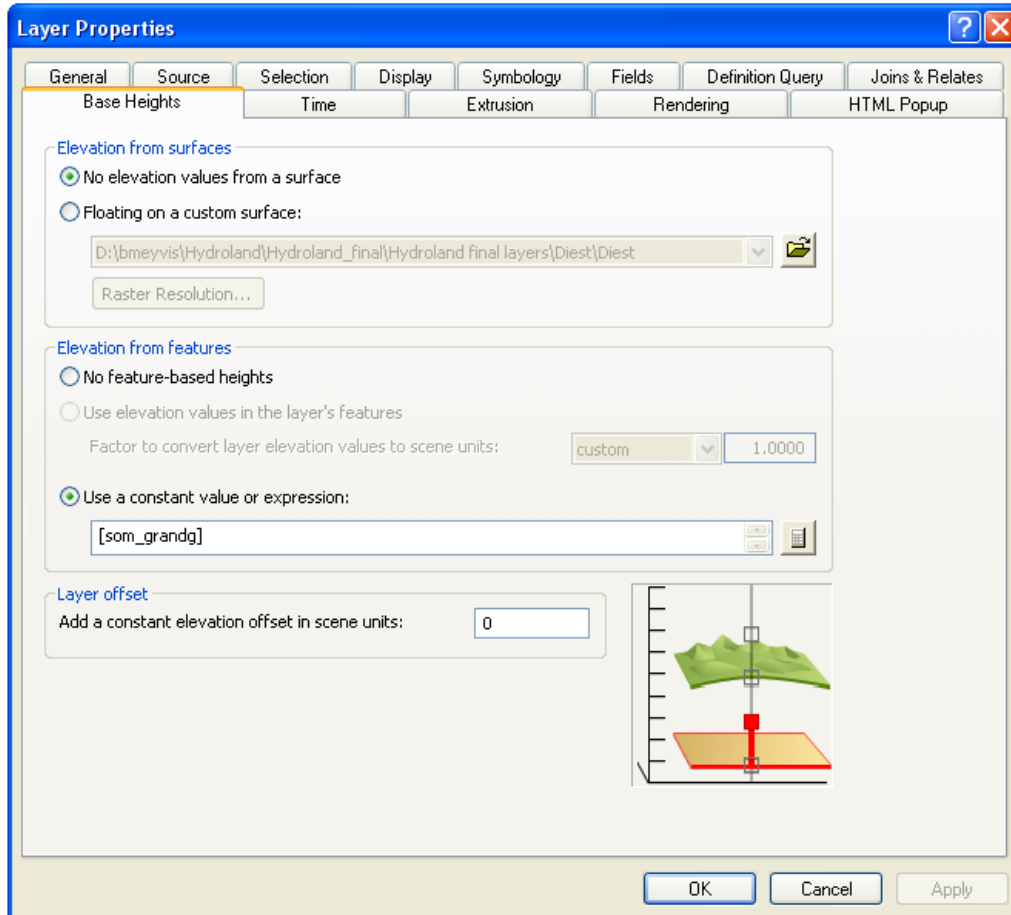 Layer Properties
General Source Selection Display Symbology Fields Definition Query Joins & Relates
Base Heights Time Extrusion Rendering HTML Popup
Elevation from surfaces
No elevation values from a surface
Floating on a custom surface:
D:\bmeyvis\Hydroland\Hydroland_final\Hydroland final layers\Diest\Diest
Raster Resolution...
Elevation from features
No feature-based heights
Use elevation values in the layer's features
Factor to convert layer elevation values to scene units: custom 1.0000
Use a constant value or expression:
[som_grandg]
Layer offset
Add a constant elevation offset in scene units: 0
OK Cancel Apply